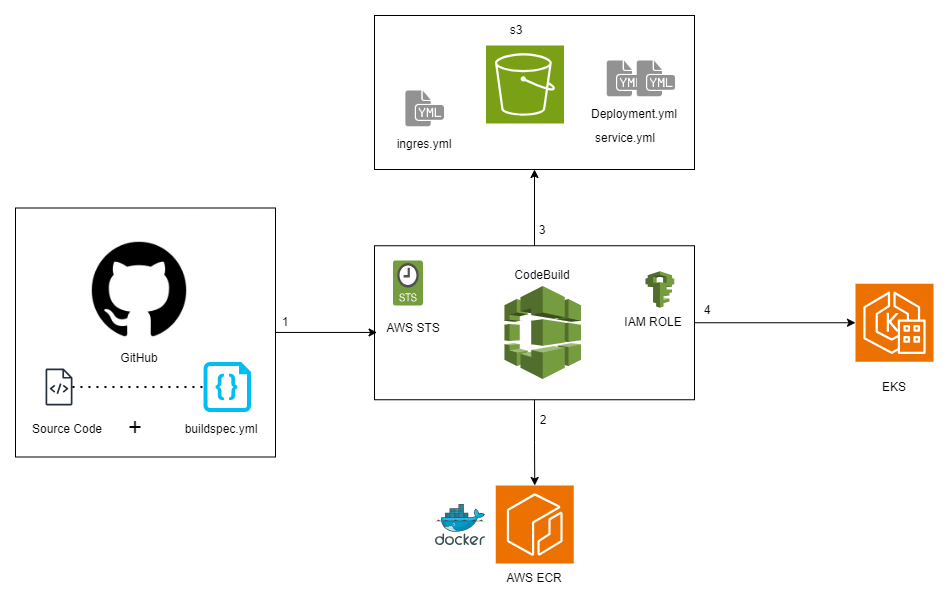 s3
YML
YML
YML
Deployment.yml
service.yml
ingres.yml
3
STS
AWS STS
CodeBuild
IAM ROLE
1
4
GitHub
</>
{}
Source Code
+
buildspec.yml
K
EKS
2
docker
AWS ECR